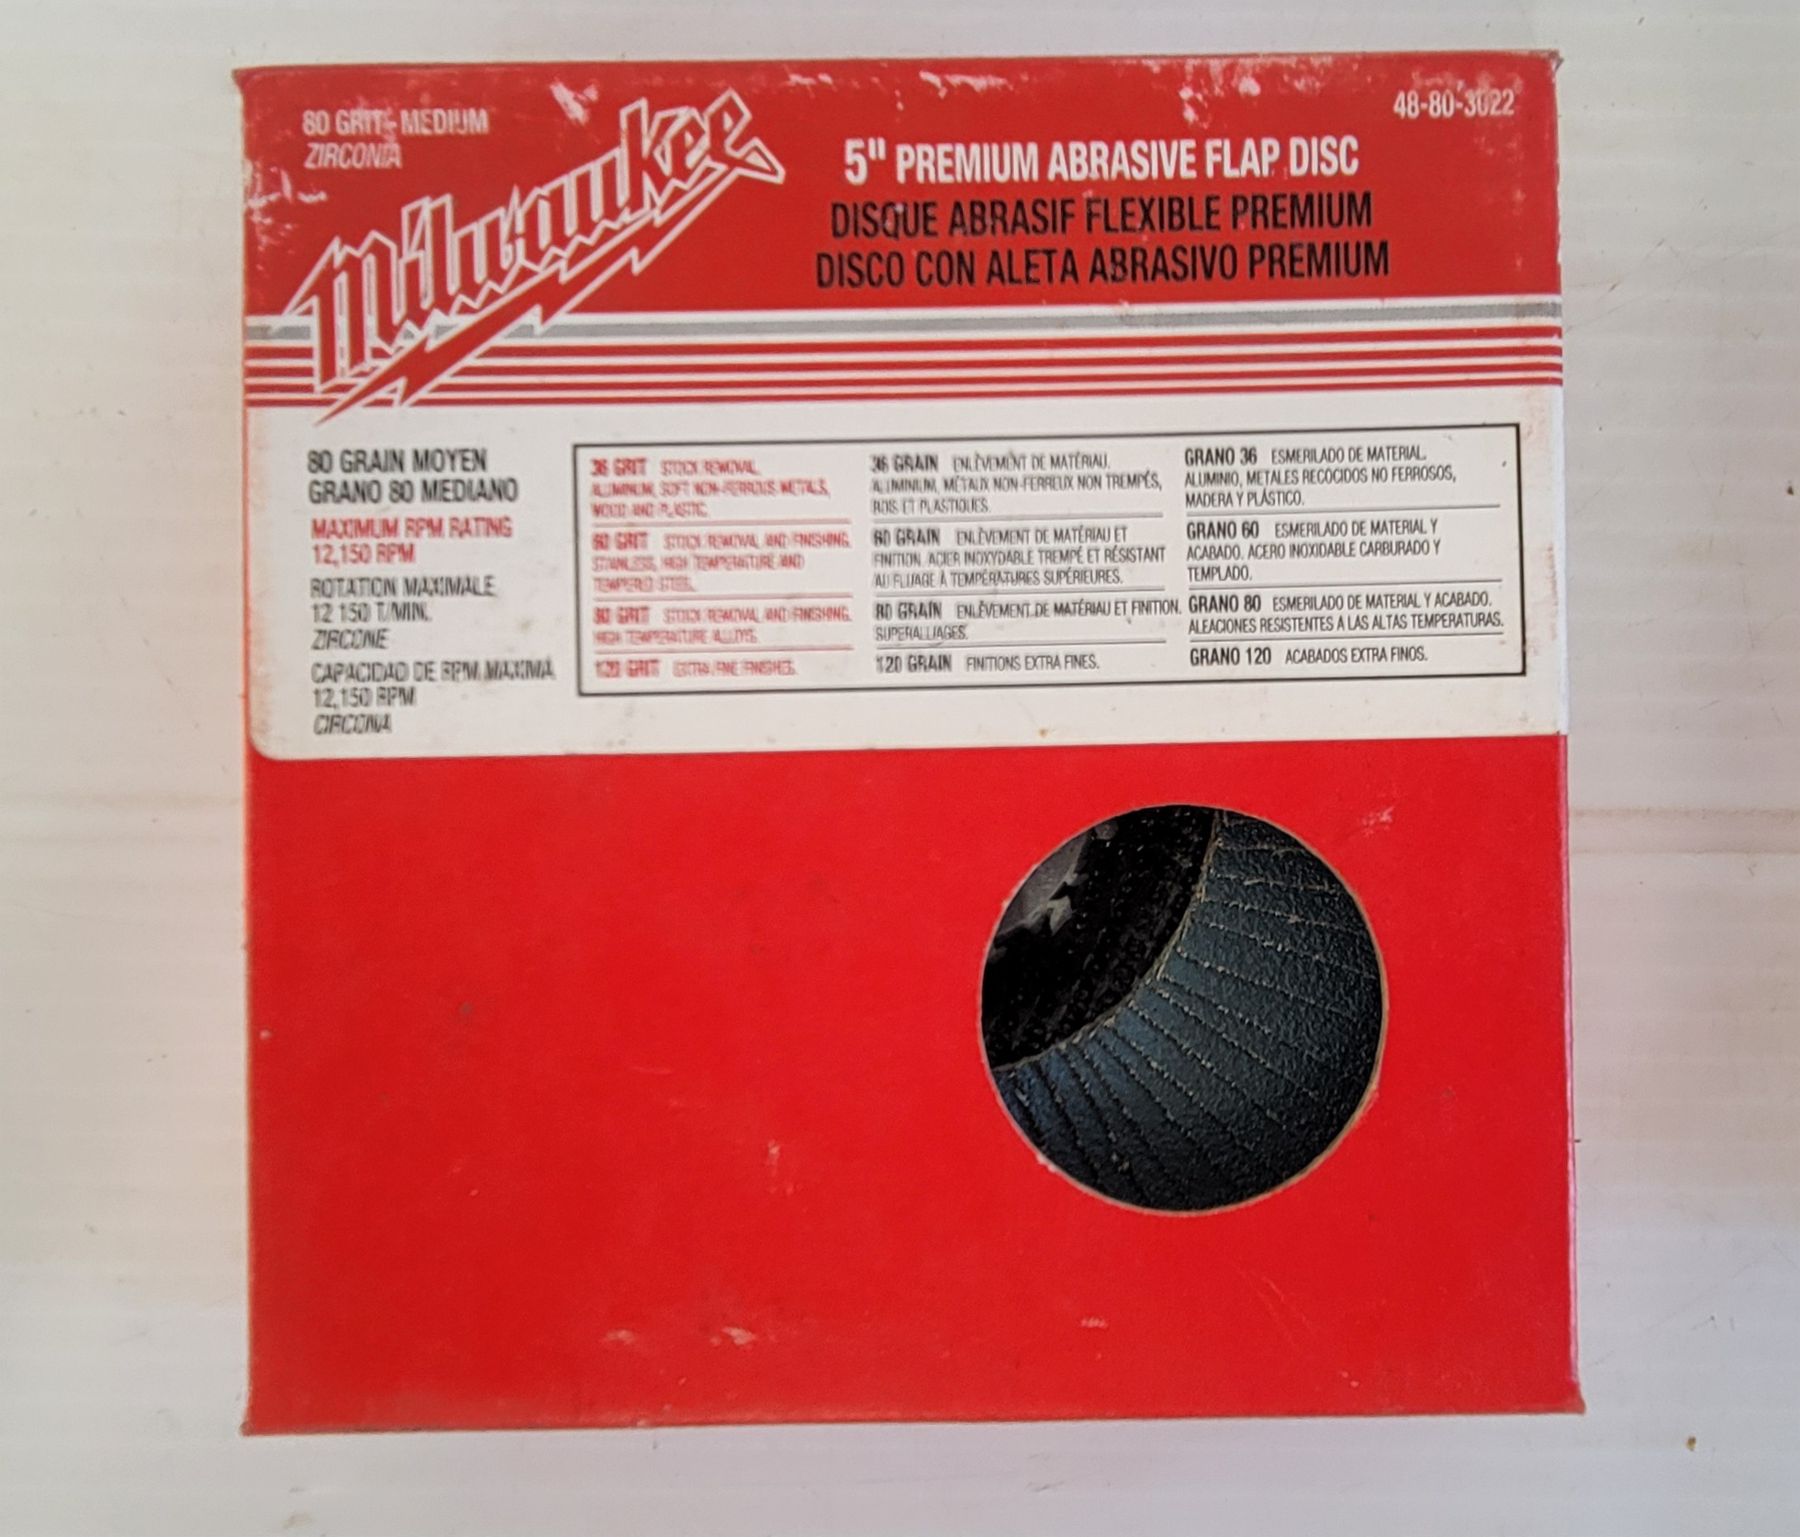 80 GRIT - MEDIUM
ZIRCONIA
Milwaukee
48-80-3022
5" PREMIUM ABRASIVE FLAP DISC
DISQUE ABRASIF FLEXIBLE PREMIUM
DISCO CON ALETA ABRASIVO PREMIUM
80 GRAIN MOYEN
GRANO 80 MEDIANO
MAXIMUM RPM RATING
12,150 RPM
ROTATION MAXIMALE
12 150 T/MIN.
ZIRCONE
CAPACIDAD DE RPM MAXIMA
12,150 RPM
CIRCONA
36 GRIT STOCK REMOVAL.
ALUMINUM, SOFT NON-FERROUS METALS,
WOOD AND PLASTIC.
60 GRIT STOCK REMOVAL AND FINISHING.
STAINLESS, HIGH TEMPERATURE AND
TEMPERED STEEL.
80 GRIT STOCK REMOVAL AND FINISHING.
HIGH TEMPERATURE ALLOYS.
120 GRIT EXTRA FINE FINISHES.
36 GRAIN ENLÈVEMENT DE MATÉRIAU.
ALUMINIUM, MÉTAUX NON-FERREUX NON TREMPÉS,
BOIS ET PLASTIQUES.
60 GRAIN ENLÈVEMENT DE MATÉRIAU ET
FINITION. ACIER INOXYDABLE TREMPÉ ET RÉSISTANT
AU FLUAGE À TEMPÉRATURES SUPÉRIEURES.
80 GRAIN ENLÈVEMENT DE MATÉRIAU ET FINITION.
SUPERALLIAGES.
120 GRAIN FINITIONS EXTRA FINES.
GRANO 36 ESMERILADO DE MATERIAL.
ALUMINIO, METALES RECOCIDOS NO FERROSOS,
MADERA Y PLÁSTICO.
GRANO 60 ESMERILADO DE MATERIAL Y
ACABADO. ACERO INOXIDABLE CARBURADO Y
TEMPLADO.
GRANO 80 ESMERILADO DE MATERIAL Y ACABADO.
ALEACIONES RESISTENTES A LAS ALTAS TEMPERATURAS.
GRANO 120 ACABADOS EXTRA FINOS.